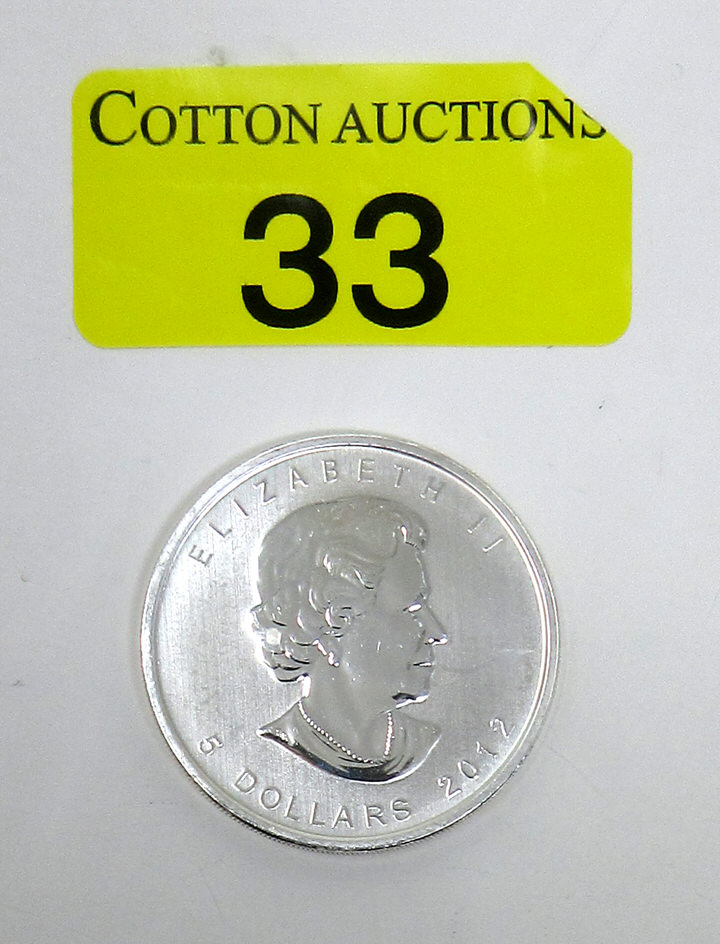 COTTON AUCTIONS
33
ELIZABETH II
5 DOLLARS 2012